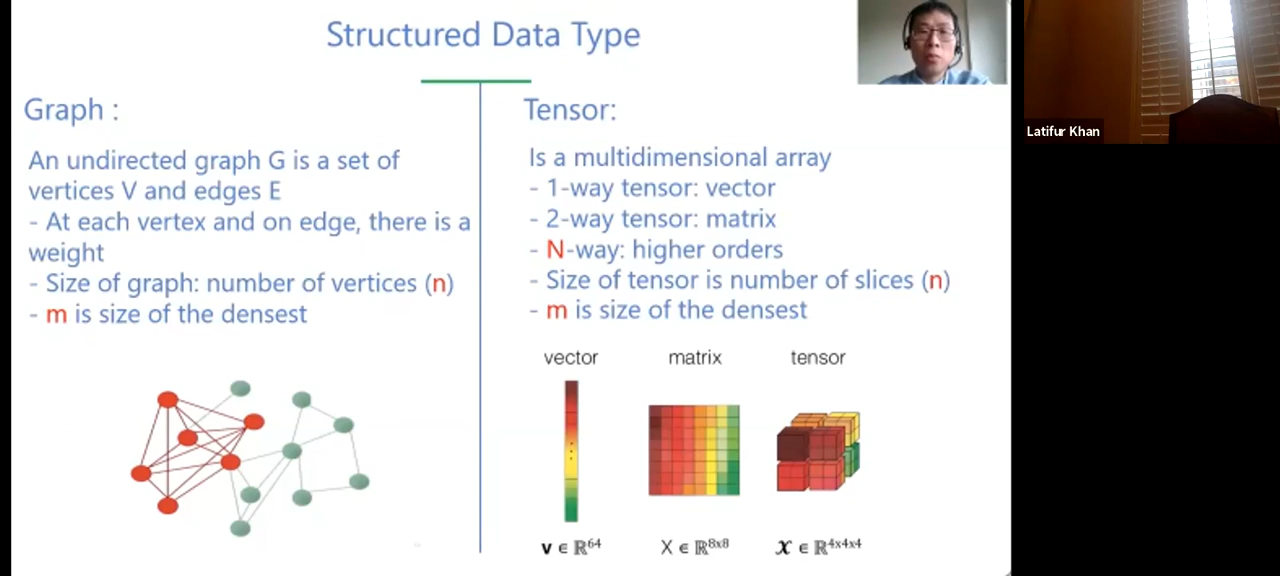 Structured Data Type
Graph :
An undirected graph G is a set of
vertices V and edges E
- At each vertex and on edge, there is a
weight
- Size of graph: number of vertices (n)
- m is size of the densest
Tensor:
Is a multidimensional array
- 1-way tensor: vector
- 2-way tensor: matrix
- N-way: higher orders
- Size of tensor is number of slices (n)
- m is size of the densest
vector matrix tensor
v ∈ ℝ⁶⁴ X ∈ ℝ⁸ˣ⁸ 𝓧 ∈ ℝ⁴ˣ⁴ˣ⁴
Latifur Khan